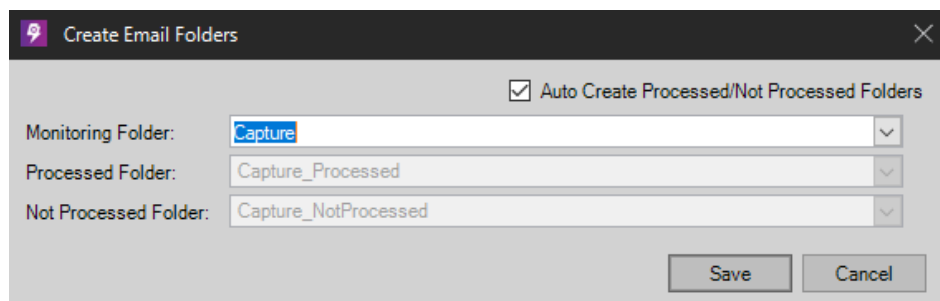 Create Email Folders
Auto Create Processed/Not Processed Folders
Monitoring Folder: Capture
Processed Folder: Capture_Processed
Not Processed Folder: Capture_NotProcessed
Save Cancel